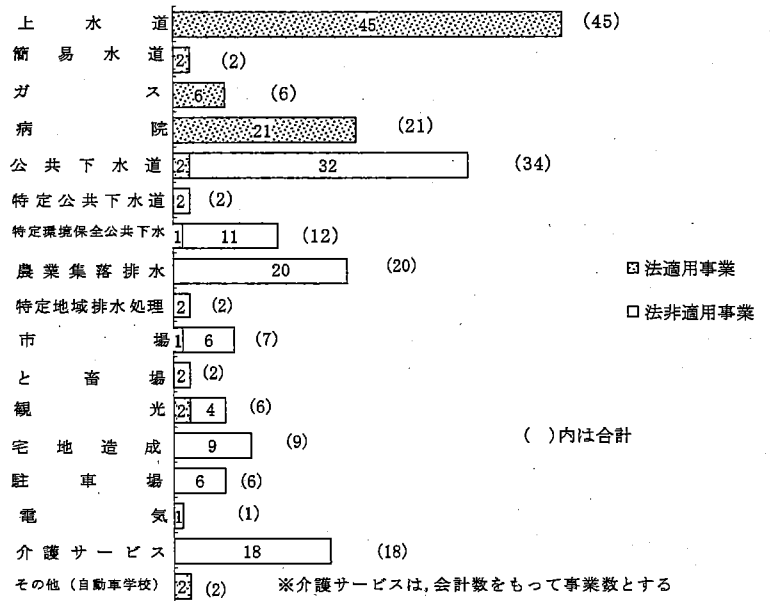 上水道 45 (45)
簡易水道 2 (2)
ガス 6 (6)
病院 21 (21)
公共下水道 2 32 (34)
特定公共下水道 2 (2)
特定環境保全公共下水 1 11 (12)
農業集落排水 20 (20)
特定地域排水処理 2 (2)
市場 1 6 (7)
と畜場 2 (2)
観光 2 4 (6)
宅地造成 9 (9)
駐車場 6 (6)
電気 1 (1)
介護サービス 18 (18)
その他(自動車学校) 2 (2)
法適用事業
法非適用事業
( )内は合計
※介護サービスは,会計数をもって事業数とする